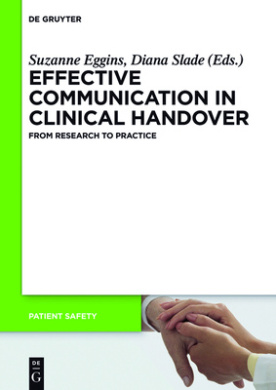 DE GRUYTER
Suzanne Eggins, Diana Slade (Eds.)
EFFECTIVE
COMMUNICATION IN
CLINICAL HANDOVER
FROM RESEARCH TO PRACTICE
PATIENT SAFETY
DE
G